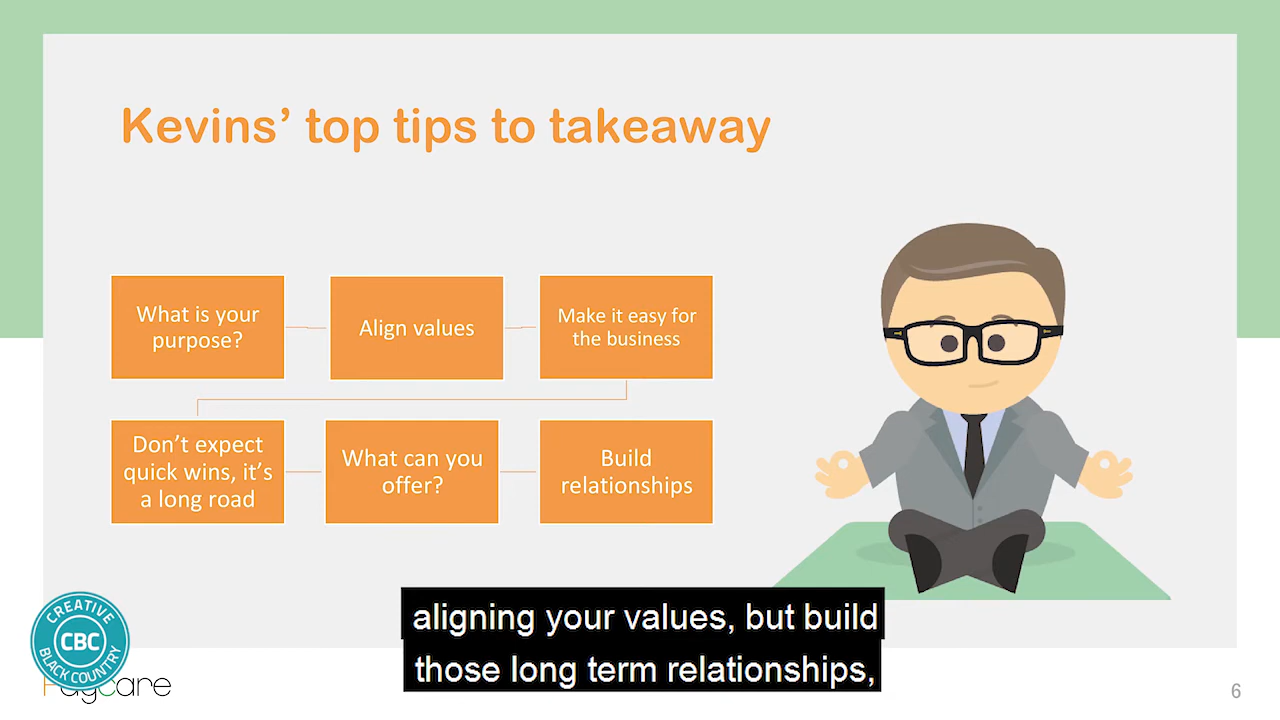 Kevins’ top tips to takeaway
What is your
purpose?
Align values
Make it easy for
the business
Don’t expect
quick wins, it’s
a long road
What can you
offer?
Build
relationships
CREATIVE
CBC
BLACK COUNTRY
Paycare
aligning your values, but build
those long term relationships,
6